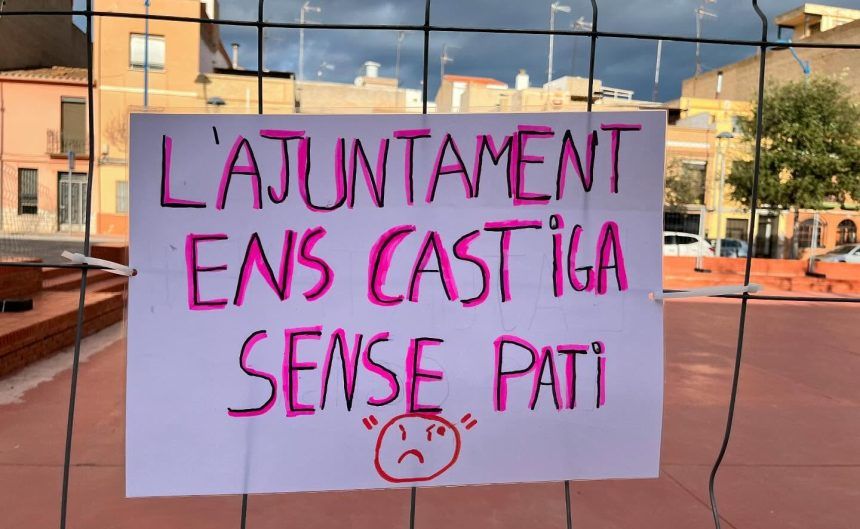 L'AJUNTAMENT
ENS CASTiGA
SENSE PATi